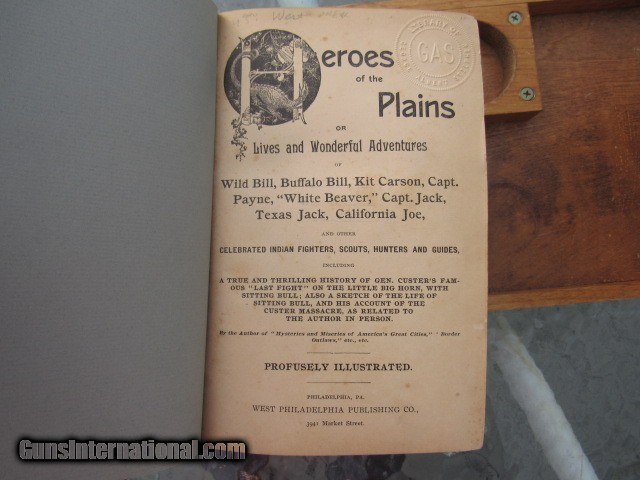 Heroes
of the
Plains
OR
Lives and Wonderful Adventures
OF
Wild Bill, Buffalo Bill, Kit Carson, Capt.
Payne, "White Beaver," Capt. Jack,
Texas Jack, California Joe,
AND OTHER
CELEBRATED INDIAN FIGHTERS, SCOUTS, HUNTERS AND GUIDES,
INCLUDING
A TRUE AND THRILLING HISTORY OF GEN. CUSTER'S FAM-
OUS "LAST FIGHT" ON THE LITTLE BIG HORN, WITH
SITTING BULL; ALSO A SKETCH OF THE LIFE OF
SITTING BULL, AND HIS ACCOUNT OF THE
CUSTER MASSACRE, AS RELATED TO
THE AUTHOR IN PERSON.
By the Author of "Mysteries and Miseries of America's Great Cities," "Border
Outlaws," etc., etc.
PROFUSELY ILLUSTRATED.
PHILADELPHIA, PA.
WEST PHILADELPHIA PUBLISHING CO.,
3941 Market Street.
LIBRARY OF
GAS
GunsInternational.com